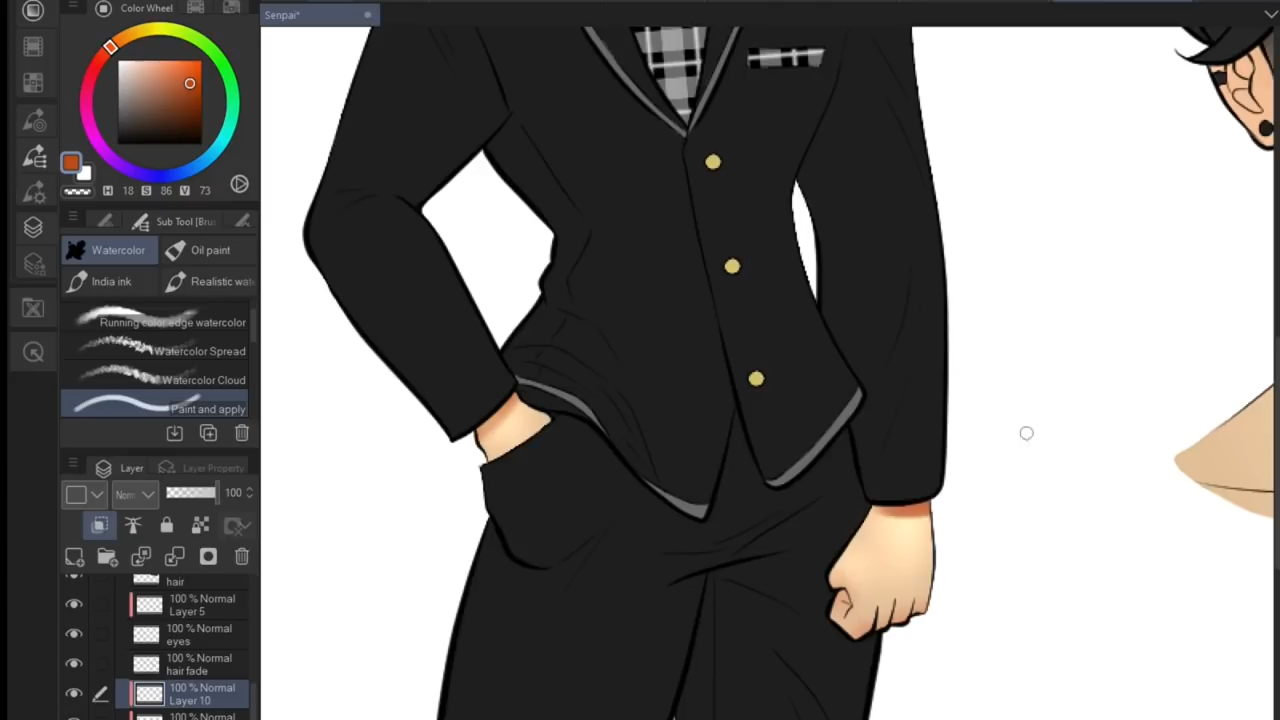 Color Wheel
Senpai*
H 18 S 86 V 73
Sub Tool [Brus
Watercolor
Oil paint
India ink
Realistic wat
Running color edge watercolor
Watercolor Spread
Watercolor Cloud
Paint and apply
Layer
Layer Property
Norn
100
hair
100 % Normal
Layer 5
100 % Normal
eyes
100 % Normal
hair fade
100 % Normal
Layer 10
100 % Normal